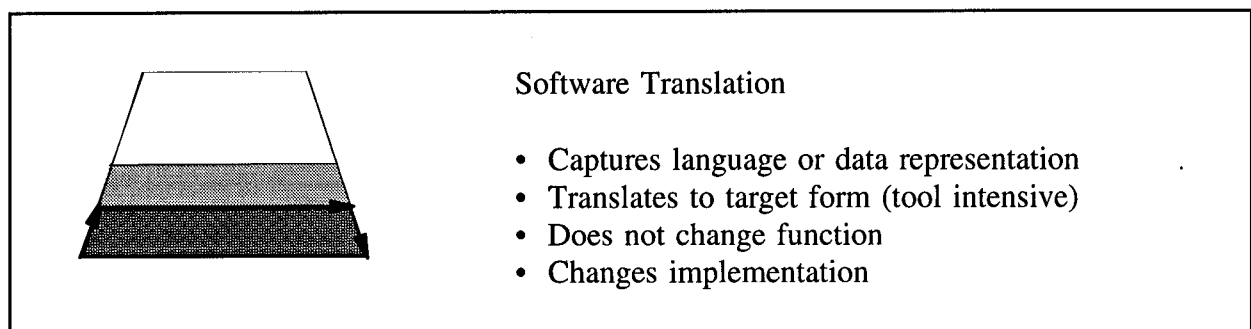 Software Translation
• Captures language or data representation
• Translates to target form (tool intensive)
• Does not change function
• Changes implementation